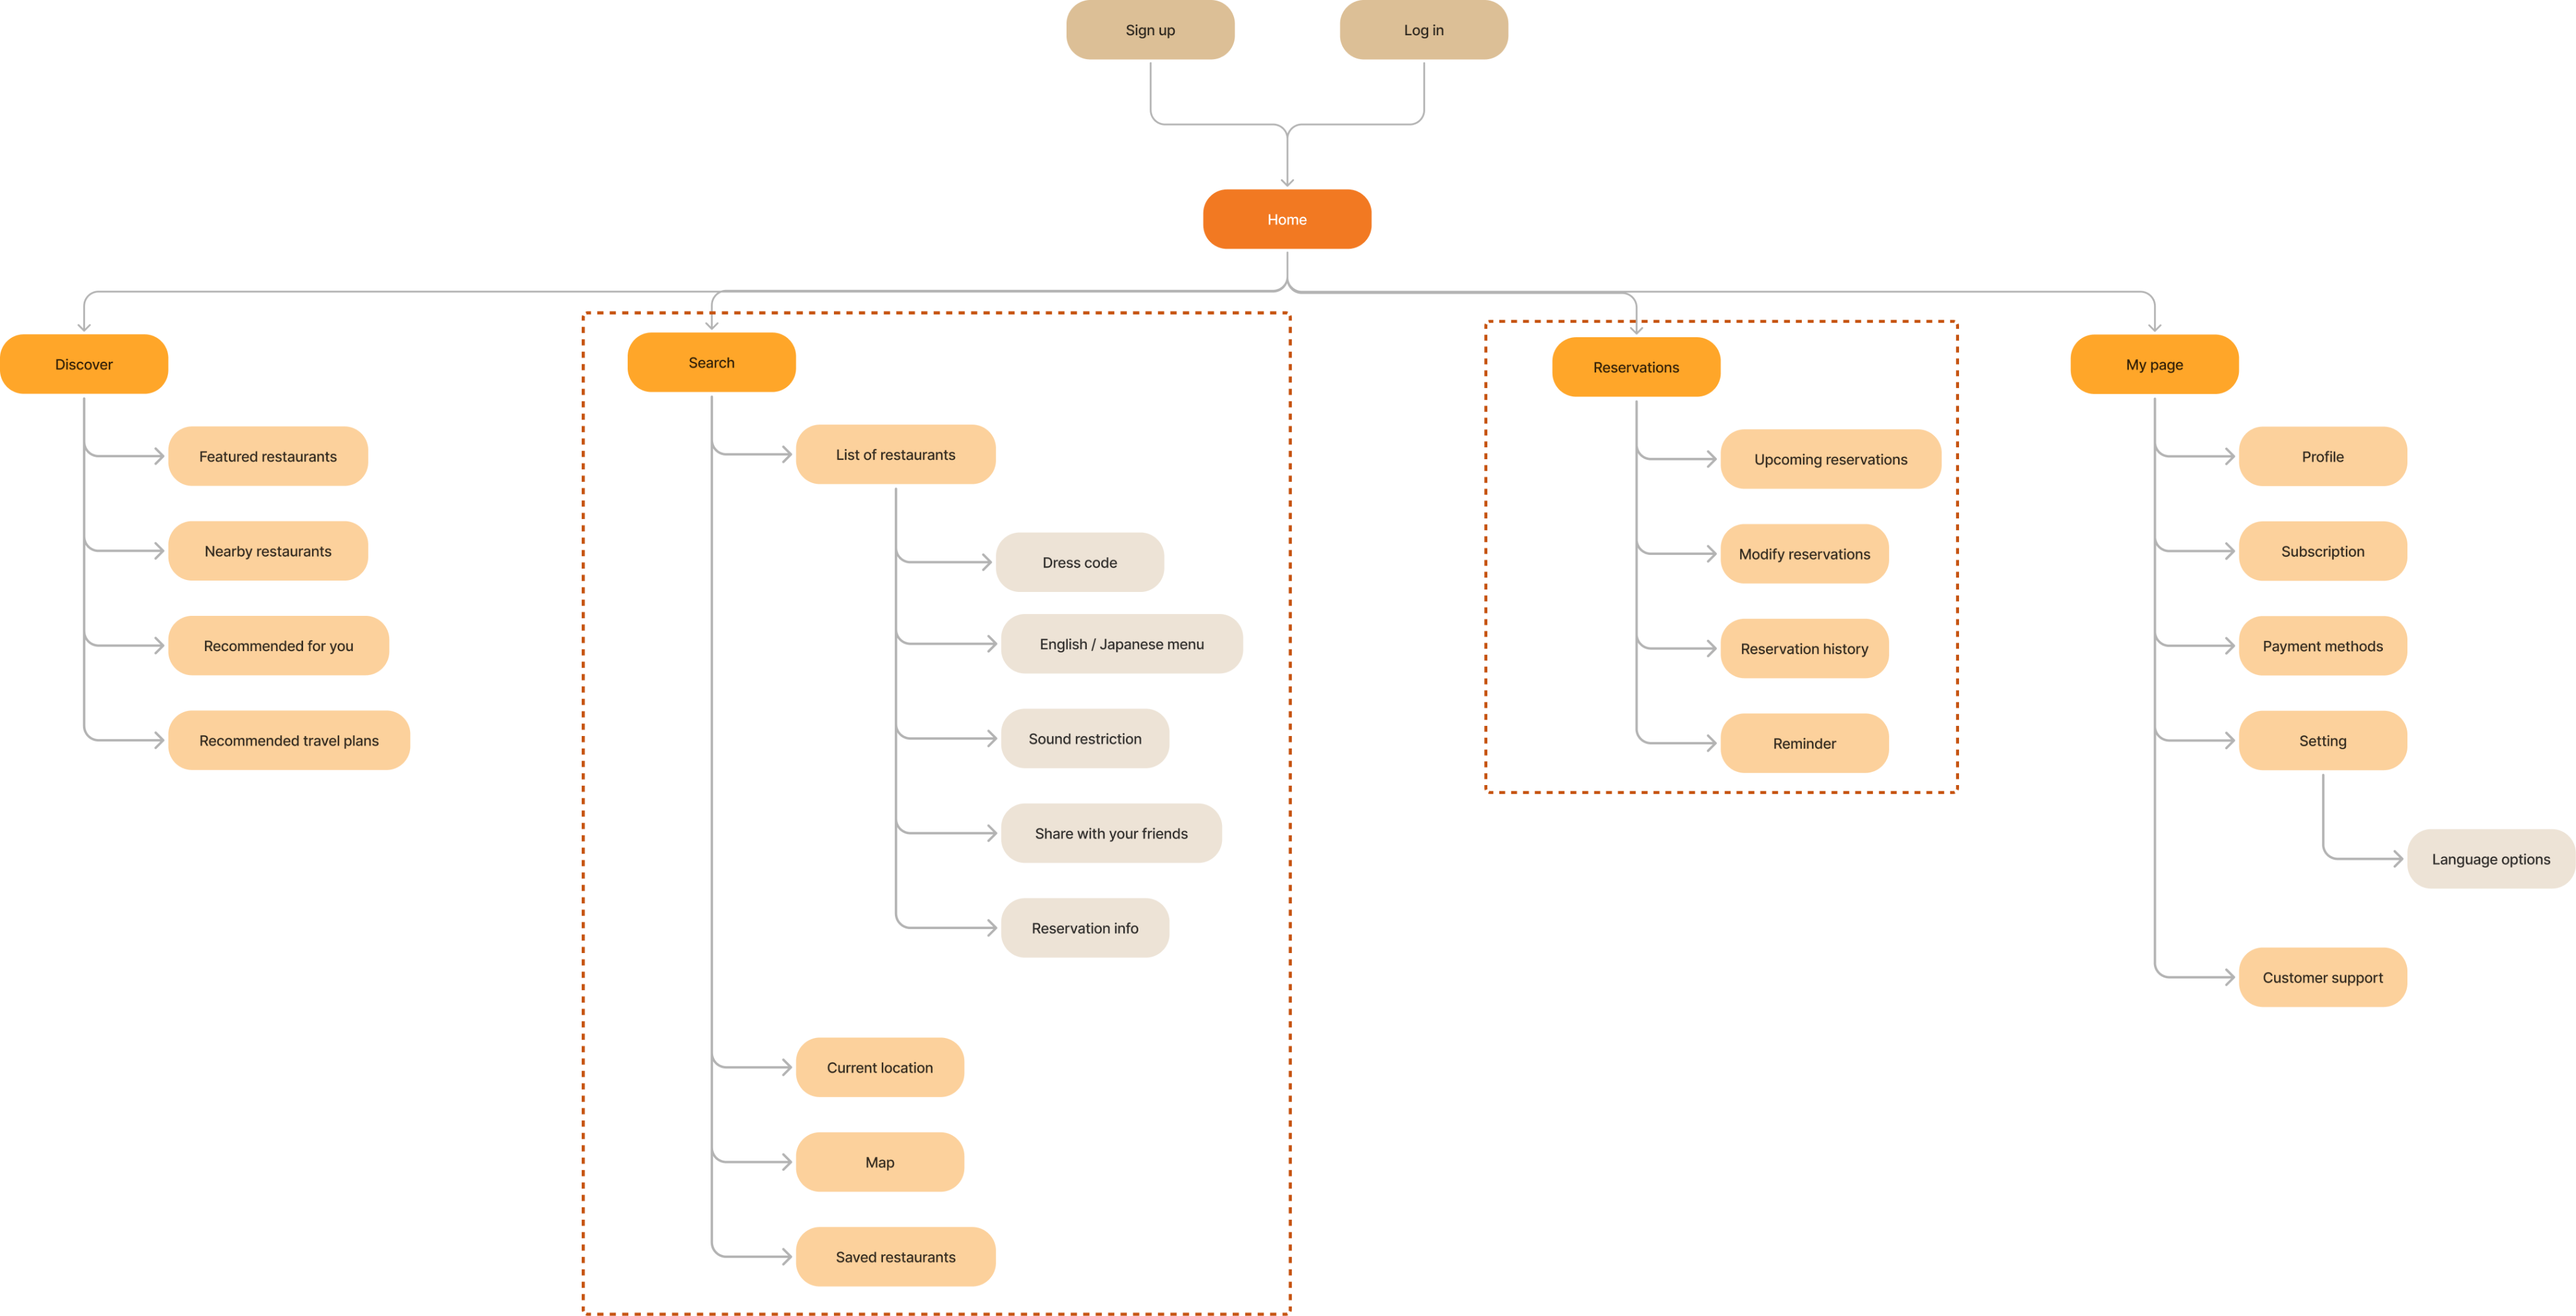 Sign up
Log in
Home
Discover
Featured restaurants
Nearby restaurants
Recommended for you
Recommended travel plans
Search
List of restaurants
Dress code
English / Japanese menu
Sound restriction
Share with your friends
Reservation info
Current location
Map
Saved restaurants
Reservations
Upcoming reservations
Modify reservations
Reservation history
Reminder
My page
Profile
Subscription
Payment methods
Setting
Language options
Customer support